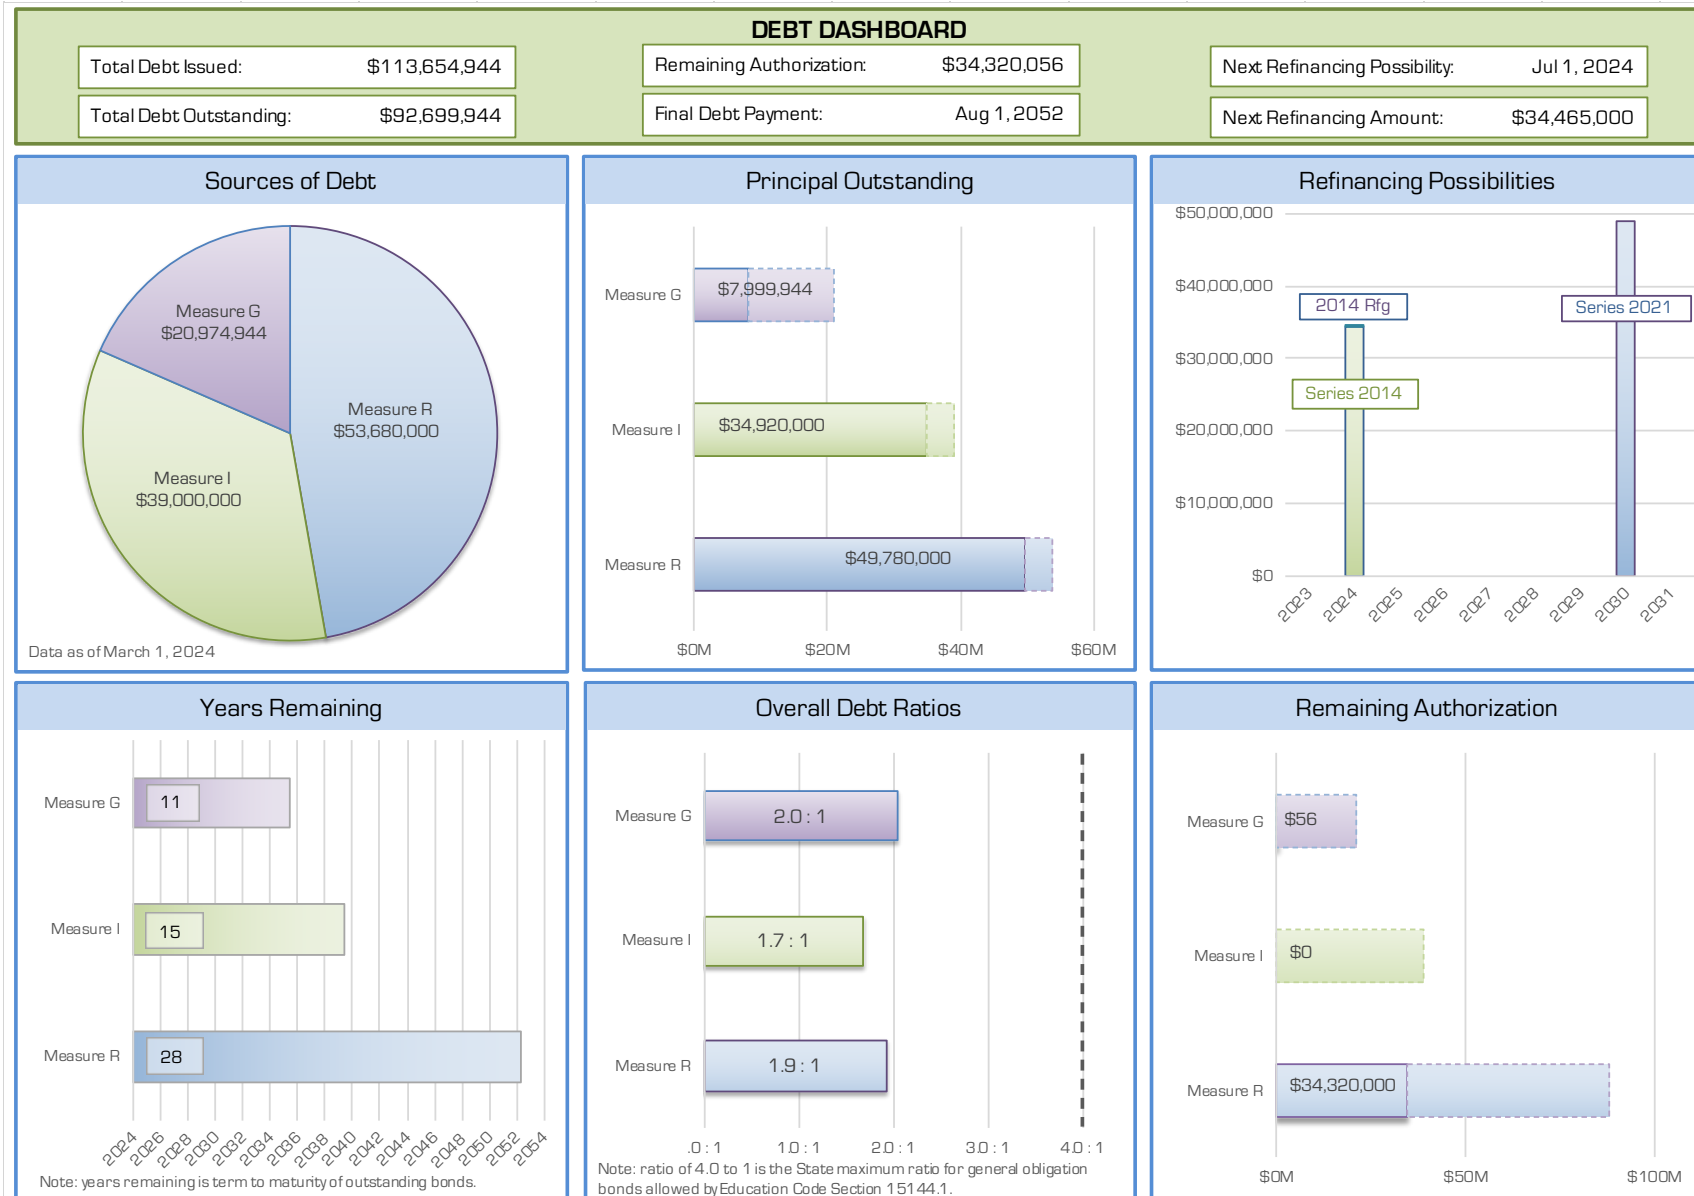 DEBT DASHBOARD
Total Debt Issued: $113,654,944
Remaining Authorization: $34,320,056
Next Refinancing Possibility: Jul 1, 2024
Total Debt Outstanding: $92,699,944
Final Debt Payment: Aug 1, 2052
Next Refinancing Amount: $34,465,000
Sources of Debt
Measure G
$20,974,944
Measure R
$53,680,000
Measure I
$39,000,000
Data as of March 1, 2024
Principal Outstanding
Measure G $7,999,944
Measure I $34,920,000
Measure R $49,780,000
$0M $20M $40M $60M
Refinancing Possibilities
$50,000,000
$40,000,000
2014 Rfg Series 2021
$30,000,000
Series 2014
$20,000,000
$10,000,000
$0
2023 2024 2025 2026 2027 2028 2029 2030 2031
Years Remaining
Measure G 11
Measure I 15
Measure R 28
2024 2026 2028 2030 2032 2034 2036 2038 2040 2042 2044 2046 2048 2050 2052 2054
Note: years remaining is term to maturity of outstanding bonds.
Overall Debt Ratios
Measure G 2.0 : 1
Measure I 1.7 : 1
Measure R 1.9 : 1
.0 : 1 1.0 : 1 2.0 : 1 3.0 : 1 4.0 : 1
Note: ratio of 4.0 to 1 is the State maximum ratio for general obligation
bonds allowed by Education Code Section 15144.1.
Remaining Authorization
Measure G $56
Measure I $0
Measure R $34,320,000
$0M $50M $100M